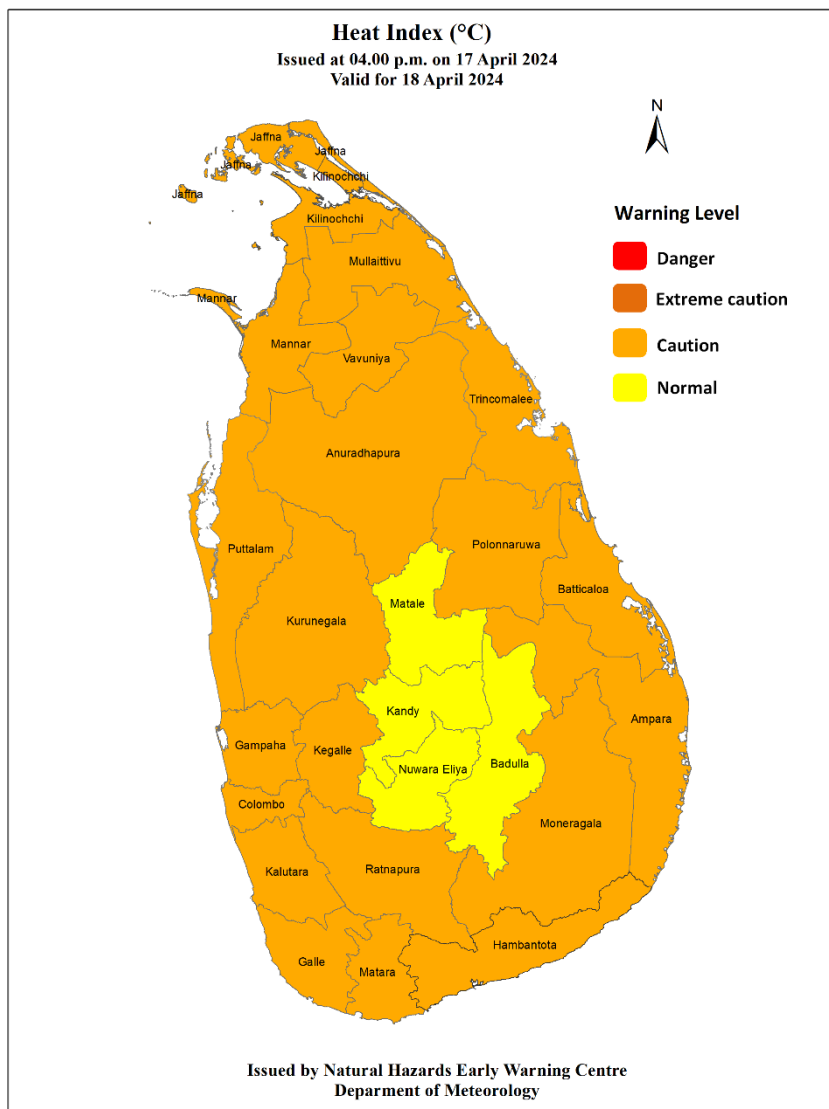 Heat Index (°C)
Issued at 04.00 p.m. on 17 April 2024
Valid for 18 April 2024
N
Jaffna
Jaffna
Jaffna
Kilinochchi
Jaffna
Kilinochchi
Mullaittivu
Mannar
Mannar
Vavuniya
Trincomalee
Anuradhapura
Puttalam
Polonnaruwa
Batticaloa
Matale
Kurunegala
Kandy
Ampara
Gampaha
Kegalle
Nuwara Eliya
Badulla
Colombo
Moneragala
Kalutara
Ratnapura
Hambantota
Galle
Matara
Warning Level
Danger
Extreme caution
Caution
Normal
Issued by Natural Hazards Early Warning Centre
Deparment of Meteorology